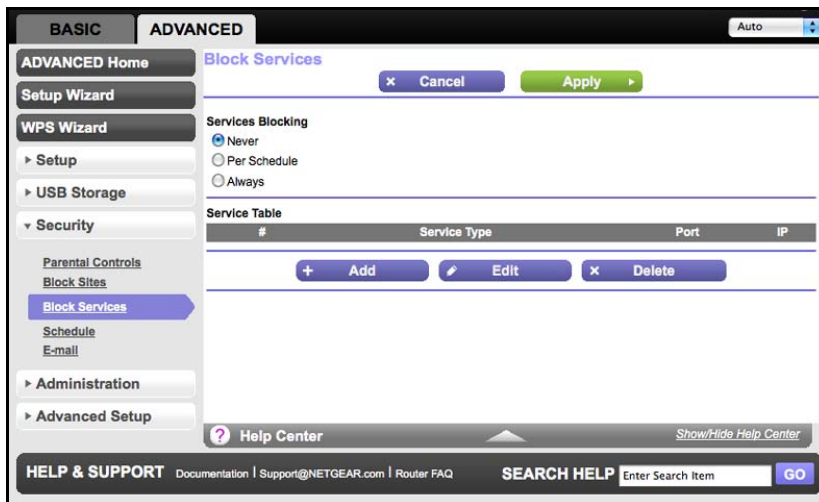 BASIC
ADVANCED
Auto
ADVANCED Home
Setup Wizard
WPS Wizard
Setup
USB Storage
Security
Parental Controls
Block Sites
Block Services
Schedule
E-mail
Administration
Advanced Setup
Block Services
Cancel
Apply
Services Blocking
Never
Per Schedule
Always
Service Table
# Service Type Port IP
+ Add Edit Delete
? Help Center Show/Hide Help Center
HELP & SUPPORT Documentation | Support@NETGEAR.com | Router FAQ SEARCH HELP Enter Search Item GO